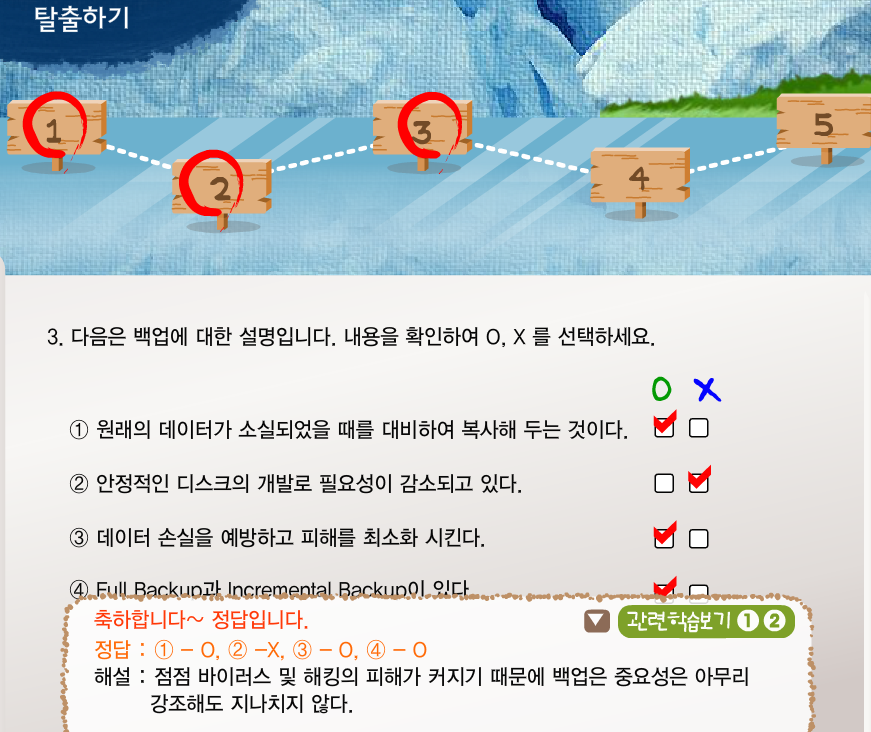 탈출하기
1
2
3
4
5
3. 다음은 백업에 대한 설명입니다. 내용을 확인하여 O, X 를 선택하세요.
O X
① 원래의 데이터가 소실되었을 때를 대비하여 복사해 두는 것이다.
② 안정적인 디스크의 개발로 필요성이 감소되고 있다.
③ 데이터 손실을 예방하고 피해를 최소화 시킨다.
④ Full Backup과 Incremental Backup이 있다
축하합니다~ 정답입니다.
관련학습보기 1 2
정답 : ① – O, ② –X, ③ – O, ④ – O
해설 : 점점 바이러스 및 해킹의 피해가 커지기 때문에 백업은 중요성은 아무리
강조해도 지나치지 않다.